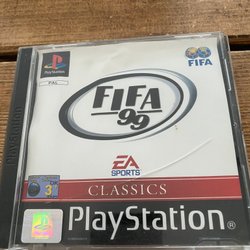 PlayStation
PAL
FIFA
FIFA
99
EA
SPORTS
3
CLASSICS
PlayStation®